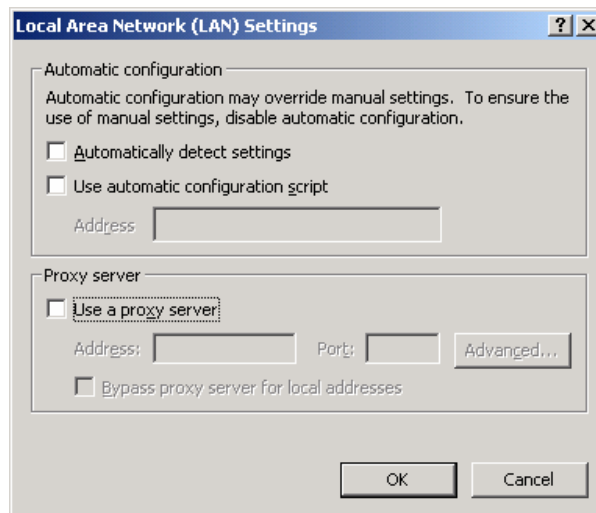 Local Area Network (LAN) Settings
Automatic configuration
Automatic configuration may override manual settings. To ensure the
use of manual settings, disable automatic configuration.
Automatically detect settings
Use automatic configuration script
Address
Proxy server
Use a proxy server
Address:
Port:
Advanced...
Bypass proxy server for local addresses
OK
Cancel